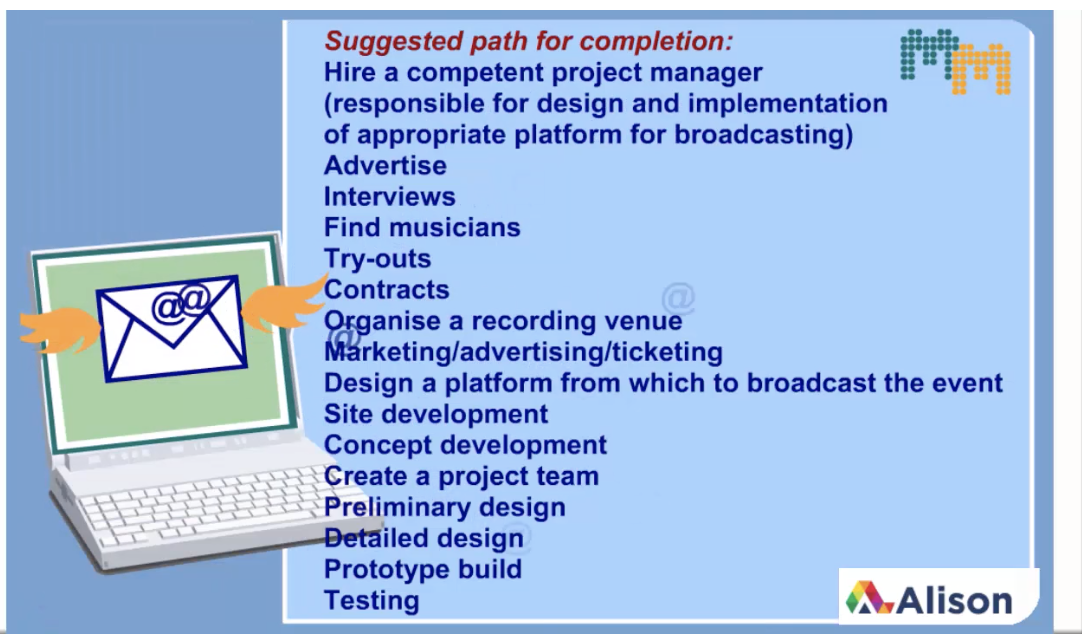 Suggested path for completion:
Hire a competent project manager
(responsible for design and implementation
of appropriate platform for broadcasting)
Advertise
Interviews
Find musicians
Try-outs
Contracts
Organise a recording venue
Marketing/advertising/ticketing
Design a platform from which to broadcast the event
Site development
Concept development
Create a project team
Preliminary design
Detailed design
Prototype build
Testing
MM
@@
@
@
@
Alison